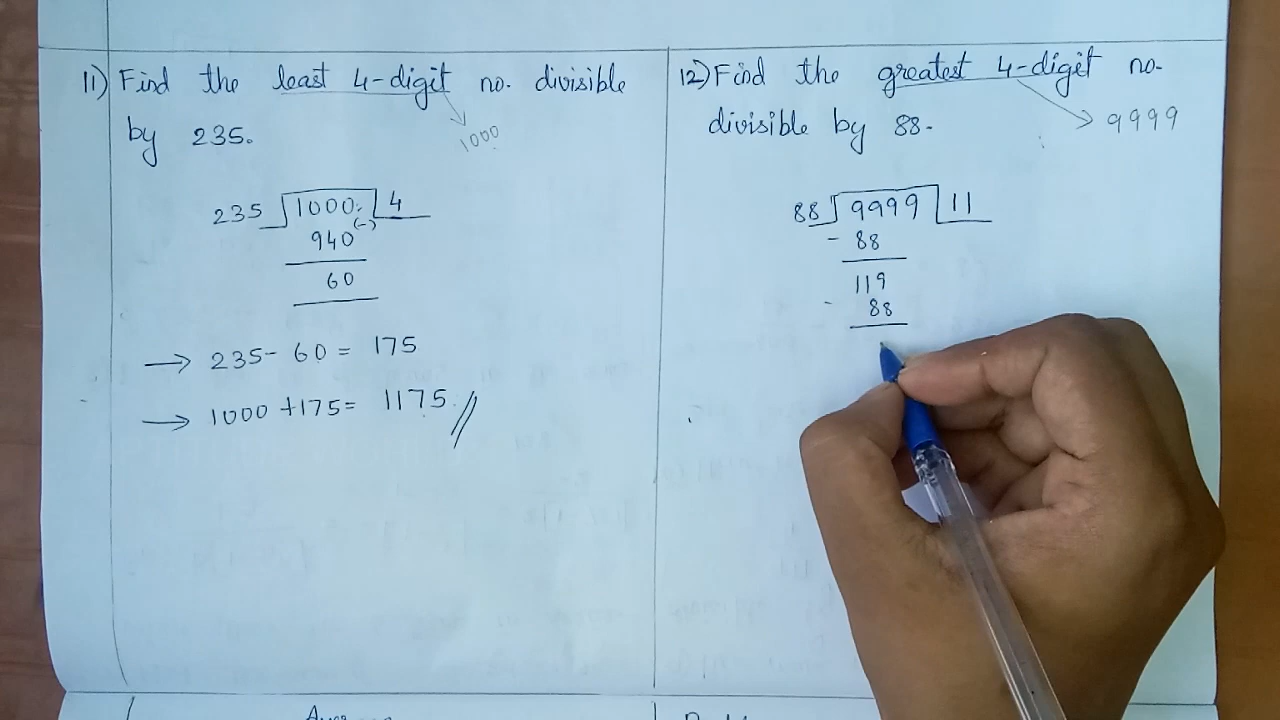 11) Find the least 4-digit no. divisible
by 235.
1000
235 1000 4
940 (-)
60
→ 235 - 60 = 175
→ 1000 + 175 = 1175 //
12) Find the greatest 4-digit no.
divisible by 88.
→ 9999
88 9999 11
- 88
119
- 88